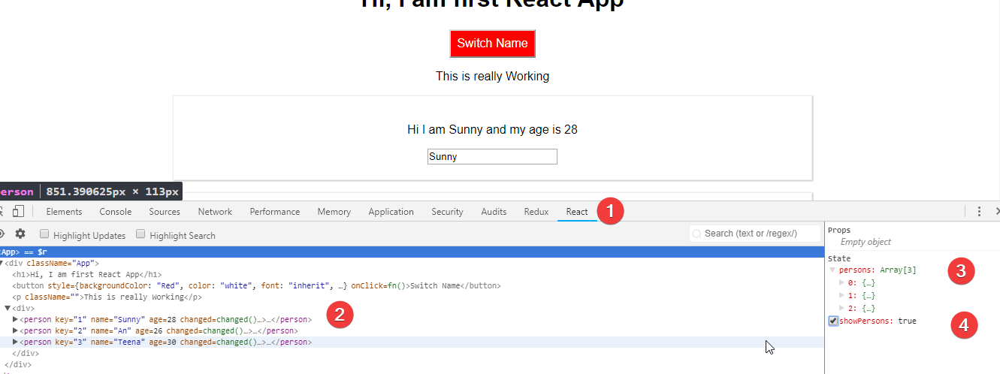 Hi, I am first React App
Switch Name
This is really Working
Hi I am Sunny and my age is 28
Sunny
erson 851.390625px × 113px
Elements Console Sources Network Performance Memory Application Security Audits Redux React 1
Highlight Updates Highlight Search Search (text or /regex/)
App> == $r
<div className="App">
<h1>Hi, I am first React App</h1>
<button style={backgroundColor: "Red", color: "white", font: "inherit", …} onClick=fn()>Switch Name</button>
<p className="">This is really Working</p>
<div>
2
<person key="1" name="Sunny" age=28 changed=changed()…>…</person>
<person key="2" name="An" age=26 changed=changed()…>…</person>
<person key="3" name="Teena" age=30 changed=changed()…>…</person>
</div>
</div>
Props
Empty object
State
persons: Array[3] 3
0: {…}
1: {…}
2: {…}
showPersons: true 4